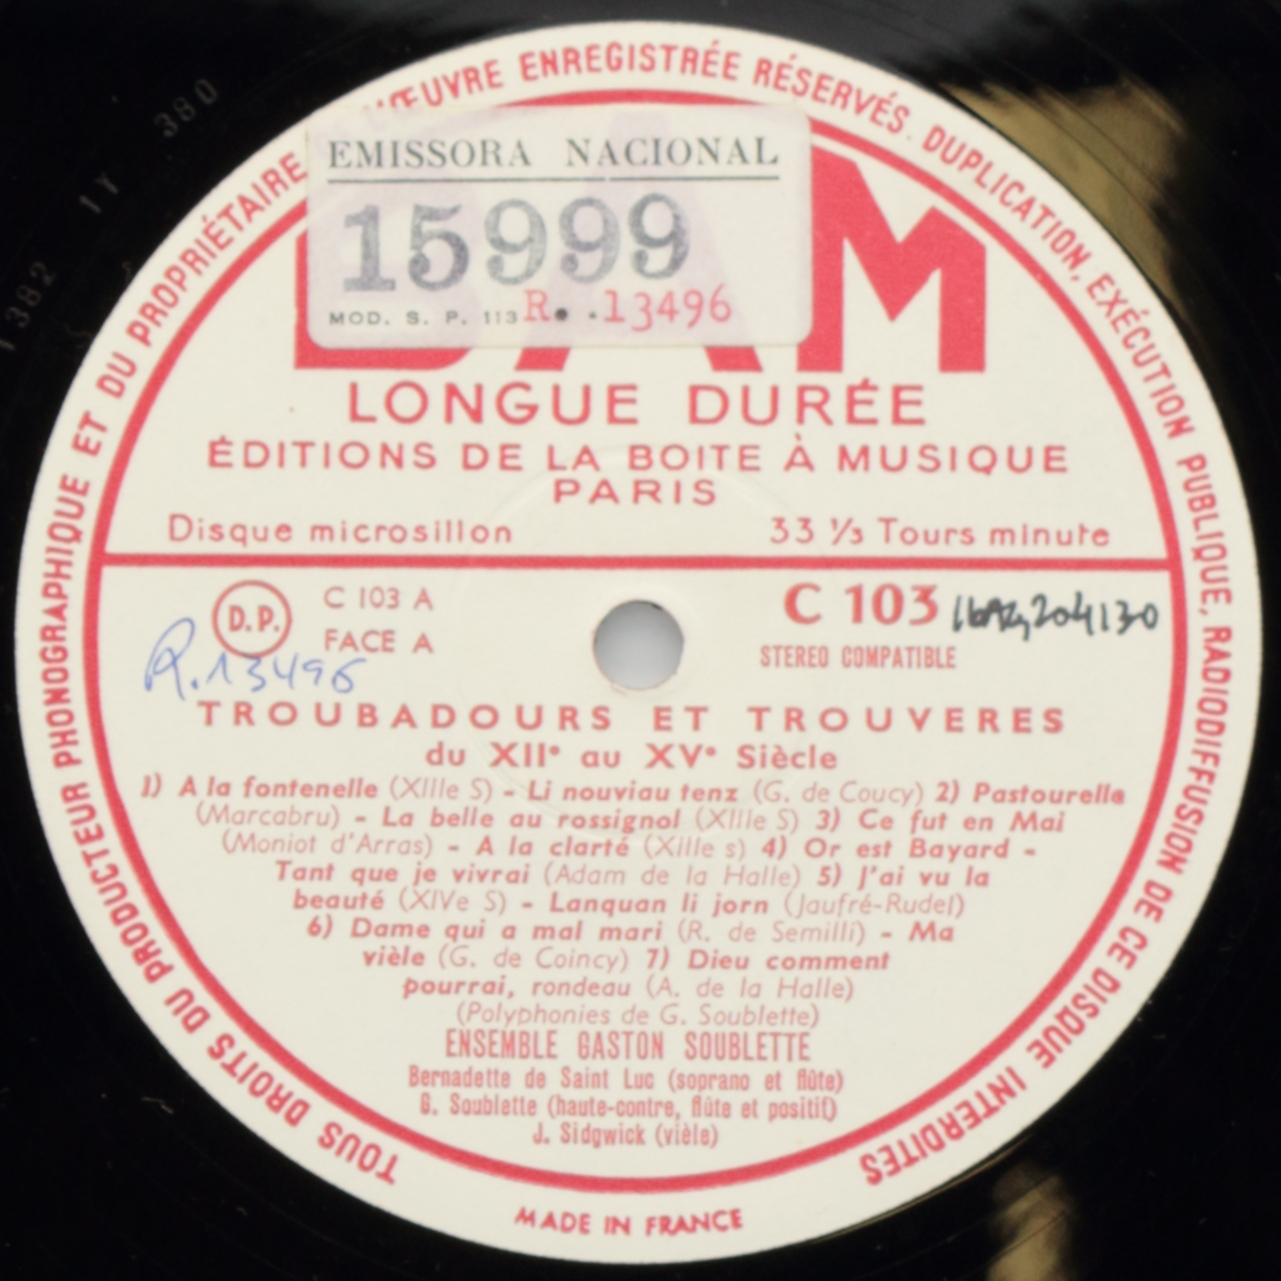 TOUS DROITS DU PRODUCTEUR PHONOGRAPHIQUE ET DU PROPRIÉTAIRE L'ŒUVRE ENREGISTRÉE RÉSERVÉS. DUPLICATION, EXÉCUTION PUBLIQUE, RADIODIFFUSION DE CE DISQUE INTERDITES
EMISSORA NACIONAL
15999
MOD. S. P. 113 R. 13496
BAM
LONGUE DURÉE
ÉDITIONS DE LA BOITE À MUSIQUE
PARIS
Disque microsillon 33 ⅓ Tours minute
D.P. C 103 A C 103
FACE A STEREO COMPATIBLE
R.13496
TROUBADOURS ET TROUVERES
du XIIe au XVe Siècle
1) A la fontenelle (XIIIe S) - Li nouviau tenz (G. de Coucy) 2) Pastourelle
(Marcabru) - La belle au rossignol (XIIIe S) 3) Ce fut en Mai
(Moniot d'Arras) - A la clarté (XIIIe s) 4) Or est Bayard -
Tant que je vivrai (Adam de la Halle) 5) J'ai vu la
beauté (XIVe S) - Lanquan li jorn (Jaufré-Rudel)
6) Dame qui a mal mari (R. de Semilli) - Ma
vièle (G. de Coincy) 7) Dieu comment
pourrai, rondeau (A. de la Halle)
(Polyphonies de G. Soublette)
ENSEMBLE GASTON SOUBLETTE
Bernadette de Saint Luc (soprano et flûte)
G. Soublette (haute-contre, flûte et positif)
J. Sidgwick (vièle)
MADE IN FRANCE
1382 1Y 380